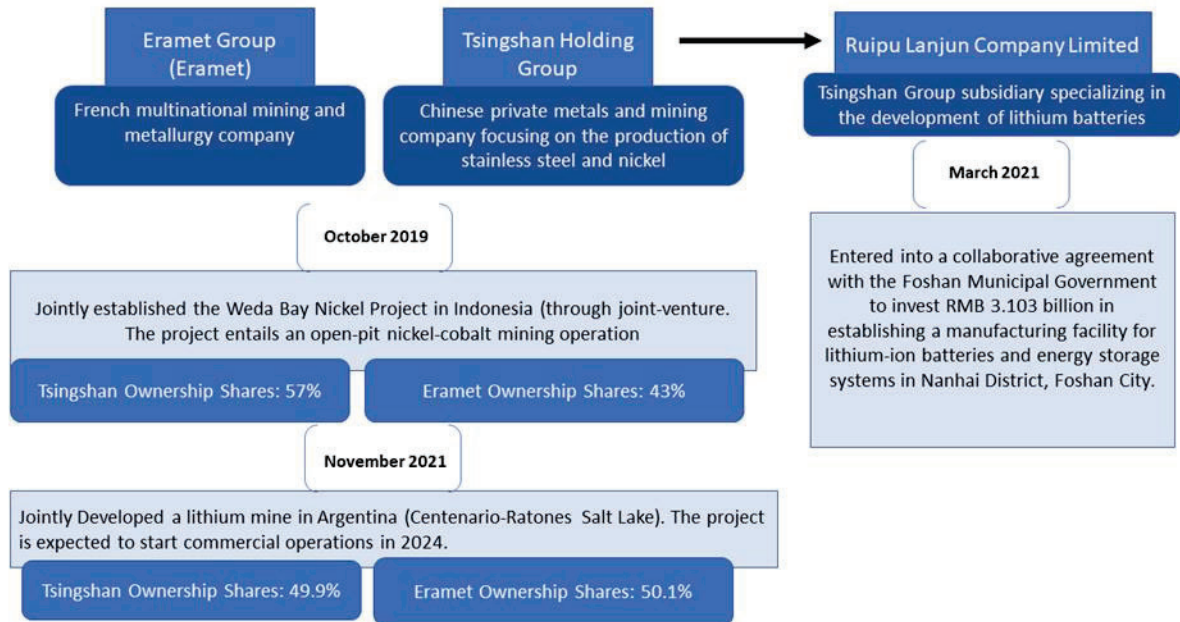 Eramet Group
(Eramet)
French multinational mining and
metallurgy company
Tsingshan Holding
Group
Chinese private metals and mining
company focusing on the production of
stainless steel and nickel
Ruipu Lanjun Company Limited
Tsingshan Group subsidiary specializing in
the development of lithium batteries
March 2021
Entered into a collaborative agreement
with the Foshan Municipal Government
to invest RMB 3.103 billion in
establishing a manufacturing facility for
lithium-ion batteries and energy storage
systems in Nanhai District, Foshan City.
October 2019
Jointly established the Weda Bay Nickel Project in Indonesia (through joint-venture.
The project entails an open-pit nickel-cobalt mining operation
Tsingshan Ownership Shares: 57%
Eramet Ownership Shares: 43%
November 2021
Jointly Developed a lithium mine in Argentina (Centenario-Ratones Salt Lake). The project
is expected to start commercial operations in 2024.
Tsingshan Ownership Shares: 49.9%
Eramet Ownership Shares: 50.1%